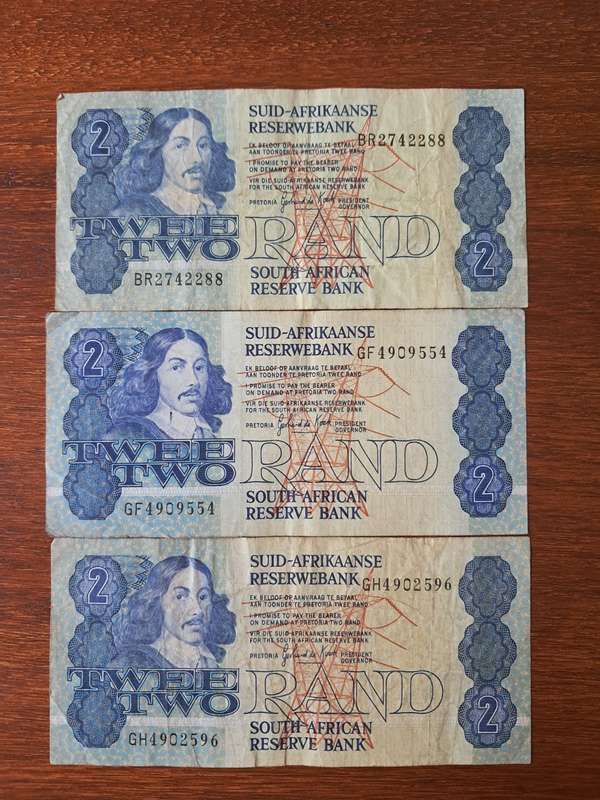 2
SUID-AFRIKAANSE
RESERWEBANK
BR2742288
EK BELOOF OP AANVRAAG TE BETAAL
AAN TOONDER TE PRETORIA TWEE RAND
I PROMISE TO PAY THE BEARER
ON DEMAND AT PRETORIA TWO RAND
VIR DIE SUID-AFRIKAANSE RESERWEBANK
FOR THE SOUTH AFRICAN RESERVE BANK
PRETORIA PRESIDENT
GOVERNOR
TWEE
TWO RAND
2
BR2742288
SOUTH AFRICAN
RESERVE BANK
2
SUID-AFRIKAANSE
RESERWEBANK
GF4909554
EK BELOOF OP AANVRAAG TE BETAAL
AAN TOONDER TE PRETORIA TWEE RAND
I PROMISE TO PAY THE BEARER
ON DEMAND AT PRETORIA TWO RAND
VIR DIE SUID-AFRIKAANSE RESERWEBANK
FOR THE SOUTH AFRICAN RESERVE BANK
PRETORIA PRESIDENT
GOVERNOR
TWEE
TWO RAND
2
GF4909554
SOUTH AFRICAN
RESERVE BANK
2
SUID-AFRIKAANSE
RESERWEBANK
GH4902596
EK BELOOF OP AANVRAAG TE BETAAL
AAN TOONDER TE PRETORIA TWEE RAND
I PROMISE TO PAY THE BEARER
ON DEMAND AT PRETORIA TWO RAND
VIR DIE SUID-AFRIKAANSE RESERWEBANK
FOR THE SOUTH AFRICAN RESERVE BANK
PRETORIA PRESIDENT
GOVERNOR
TWEE
TWO RAND
2
GH4902596
SOUTH AFRICAN
RESERVE BANK